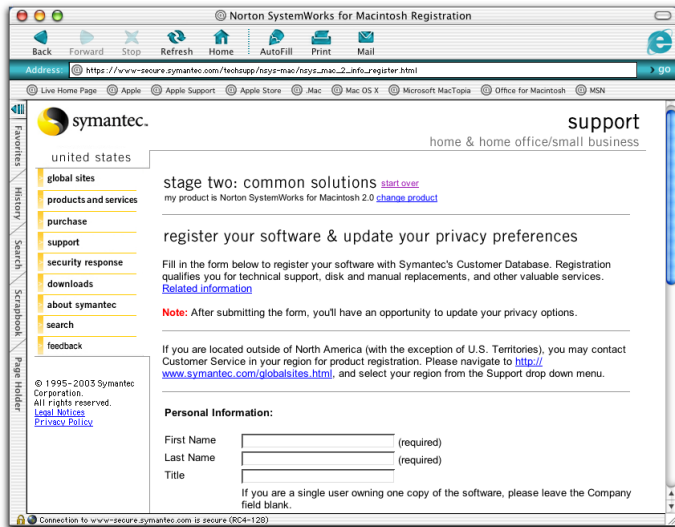 @ Norton SystemWorks for Macintosh Registration
Back Forward Stop Refresh Home AutoFill Print Mail
Address: @ https://www-secure.symantec.com/techsupp/nsys-mac/nsys_mac_2_info_register.html go
@ Live Home Page @ Apple @ Apple Support @ Apple Store @ .Mac @ Mac OS X @ Microsoft MacTopia @ Office for Macintosh @ MSN
Favorites
History
Search
Scrapbook
Page Holder
symantec.
united states
global sites
products and services
purchase
support
security response
downloads
about symantec
search
feedback
© 1995-2003 Symantec
Corporation.
All rights reserved.
Legal Notices
Privacy Policy
support
home & home office/small business
stage two: common solutions start over
my product is Norton SystemWorks for Macintosh 2.0 change product
register your software & update your privacy preferences
Fill in the form below to register your software with Symantec's Customer Database. Registration
qualifies you for technical support, disk and manual replacements, and other valuable services.
Related information
Note: After submitting the form, you'll have an opportunity to update your privacy options.
If you are located outside of North America (with the exception of U.S. Territories), you may contact
Customer Service in your region for product registration. Please navigate to http://
www.symantec.com/globalsites.html, and select your region from the Support drop down menu.
Personal Information:
First Name (required)
Last Name (required)
Title
If you are a single user owning one copy of the software, please leave the Company
field blank.
Connection to www-secure.symantec.com is secure (RC4-128)